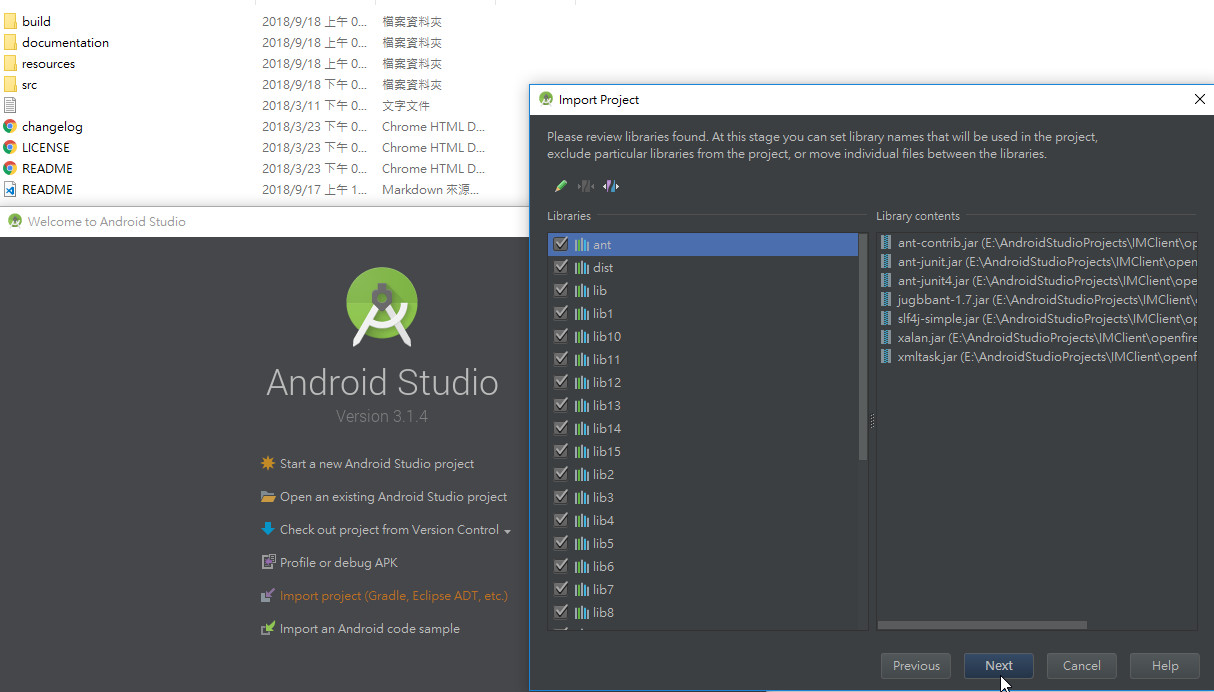 build 2018/9/18 上午 0... 檔案資料夾
documentation 2018/9/18 上午 0... 檔案資料夾
resources 2018/9/18 上午 0... 檔案資料夾
src 2018/9/18 下午 0... 檔案資料夾
2018/3/11 下午 0... 文字文件
changelog 2018/3/23 下午 0... Chrome HTML D...
LICENSE 2018/3/23 下午 0... Chrome HTML D...
README 2018/3/23 下午 0... Chrome HTML D...
README 2018/9/17 上午 1... Markdown 來源...
Welcome to Android Studio
Android Studio
Version 3.1.4
Start a new Android Studio project
Open an existing Android Studio project
Check out project from Version Control
Profile or debug APK
Import project (Gradle, Eclipse ADT, etc.)
Import an Android code sample
Import Project
Please review libraries found. At this stage you can set library names that will be used in the project,
exclude particular libraries from the project, or move individual files between the libraries.
Libraries
ant
dist
lib
lib1
lib10
lib11
lib12
lib13
lib14
lib15
lib2
lib3
lib4
lib5
lib6
lib7
lib8
Library contents
ant-contrib.jar (E:\AndroidStudioProjects\IMClient\op
ant-junit.jar (E:\AndroidStudioProjects\IMClient\open
ant-junit4.jar (E:\AndroidStudioProjects\IMClient\ope
jugbbant-1.7.jar (E:\AndroidStudioProjects\IMClient\
slf4j-simple.jar (E:\AndroidStudioProjects\IMClient\op
xalan.jar (E:\AndroidStudioProjects\IMClient\openfire
xmltask.jar (E:\AndroidStudioProjects\IMClient\openf
Previous Next Cancel Help